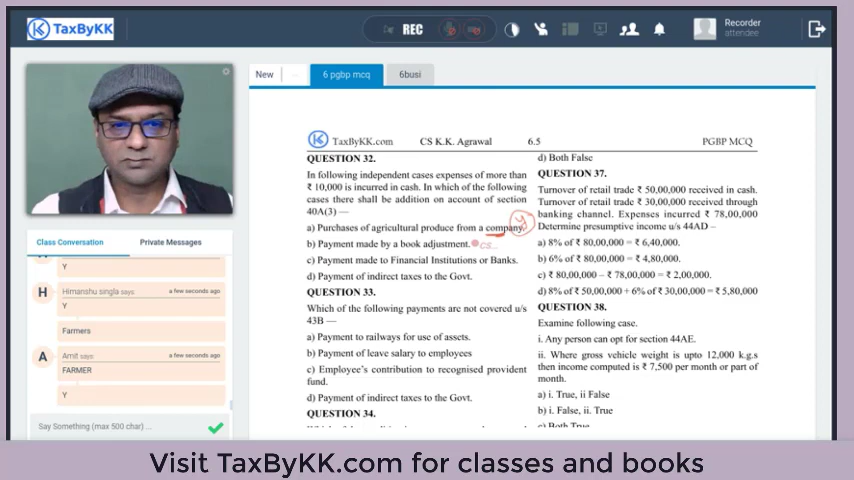 TaxByKK
REC
Recorder
attendee
New
6 pgbp mcq
6busi
TaxByKK.com
CS K.K. Agrawal
6.5
PGBP MCQ
QUESTION 32.
In following independent cases expenses of more than
₹ 10,000 is incurred in cash. In which of the following
cases there shall be addition on account of section
40A(3) —
a) Purchases of agricultural produce from a company.
Y
b) Payment made by a book adjustment.
CS...
c) Payment made to Financial Institutions or Banks.
d) Payment of indirect taxes to the Govt.
QUESTION 33.
Which of the following payments are not covered u/s
43B —
a) Payment to railways for use of assets.
b) Payment of leave salary to employees
c) Employee's contribution to recognised provident
fund.
d) Payment of indirect taxes to the Govt.
QUESTION 34.
d) Both False
QUESTION 37.
Turnover of retail trade ₹ 50,00,000 received in cash.
Turnover of retail trade ₹ 30,00,000 received through
banking channel. Expenses incurred ₹ 78,00,000
Determine presumptive income u/s 44AD –
a) 8% of ₹ 80,00,000 = ₹ 6,40,000.
b) 6% of ₹ 80,00,000 = ₹ 4,80,000.
c) ₹ 80,00,000 – ₹ 78,00,000 = ₹ 2,00,000.
d) 8% of ₹ 50,00,000 + 6% of ₹ 30,00,000 = ₹ 5,80,000
QUESTION 38.
Examine following case.
i. Any person can opt for section 44AE.
ii. Where gross vehicle weight is upto 12,000 k.g.s
then income computed is ₹ 7,500 per month or part of
month.
a) i. True, ii False
b) i. False, ii. True
c) Both True
Class Conversation
Private Messages
Y
H
Himanshu singla says:
a few seconds ago
Y
Farmers
A
Amit says:
a few seconds ago
FARMER
Y
Say Something (max 500 char) ...
Visit TaxByKK.com for classes and books